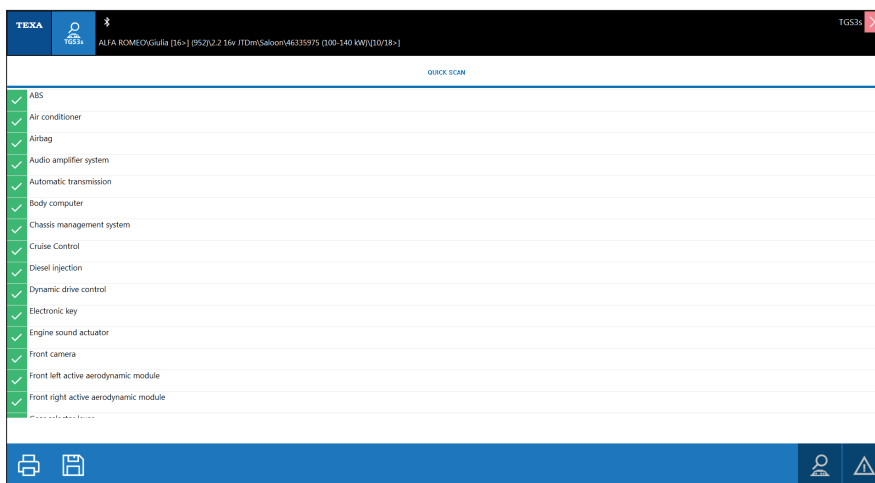 TEXA
TGS3s
ALFA ROMEO\Giulia [16>] (952)\2.2 16v JTDm\Saloon\46335975 (100-140 kW)\[10/18>]
TGS3s
QUICK SCAN
ABS
Air conditioner
Airbag
Audio amplifier system
Automatic transmission
Body computer
Chassis management system
Cruise Control
Diesel injection
Dynamic drive control
Electronic key
Engine sound actuator
Front camera
Front left active aerodynamic module
Front right active aerodynamic module